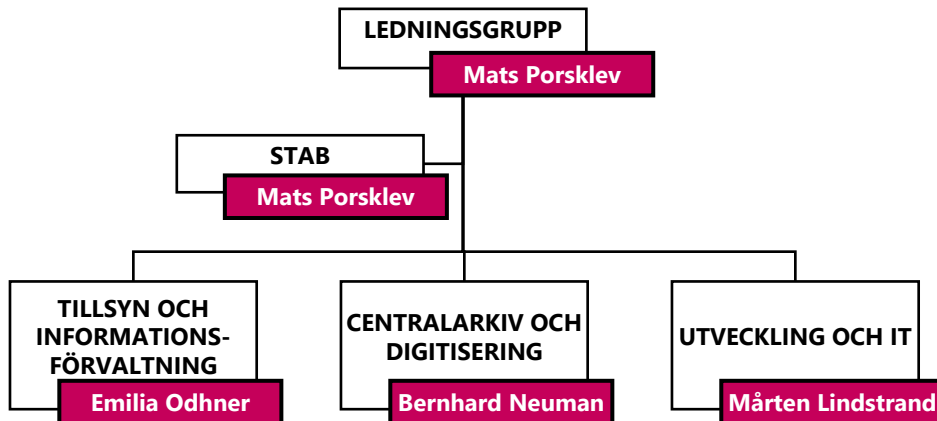 LEDNINGSGRUPP
Mats Porsklev
STAB
Mats Porsklev
TILLSYN OCH
INFORMATIONS-
FÖRVALTNING
Emilia Odhner
CENTRALARKIV OCH
DIGITISERING
Bernhard Neuman
UTVECKLING OCH IT
Mårten Lindstrand